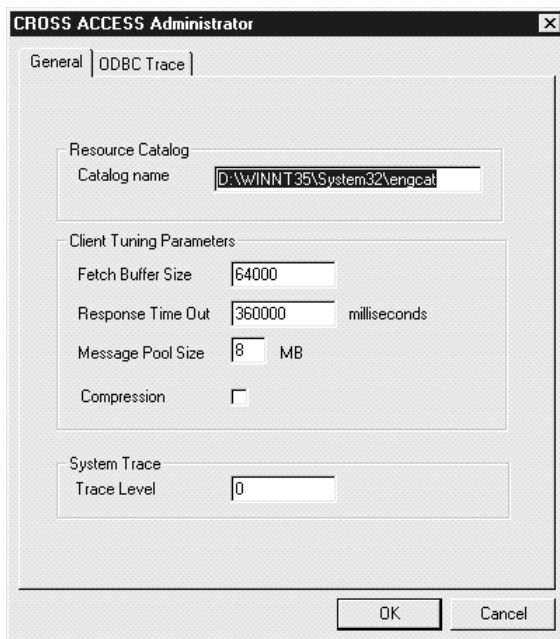 CROSS ACCESS Administrator
General ODBC Trace
Resource Catalog
Catalog name D:\WINNT35\System32\engcat
Client Tuning Parameters
Fetch Buffer Size 64000
Response Time Out 360000 milliseconds
Message Pool Size 8 MB
Compression
System Trace
Trace Level 0
OK Cancel